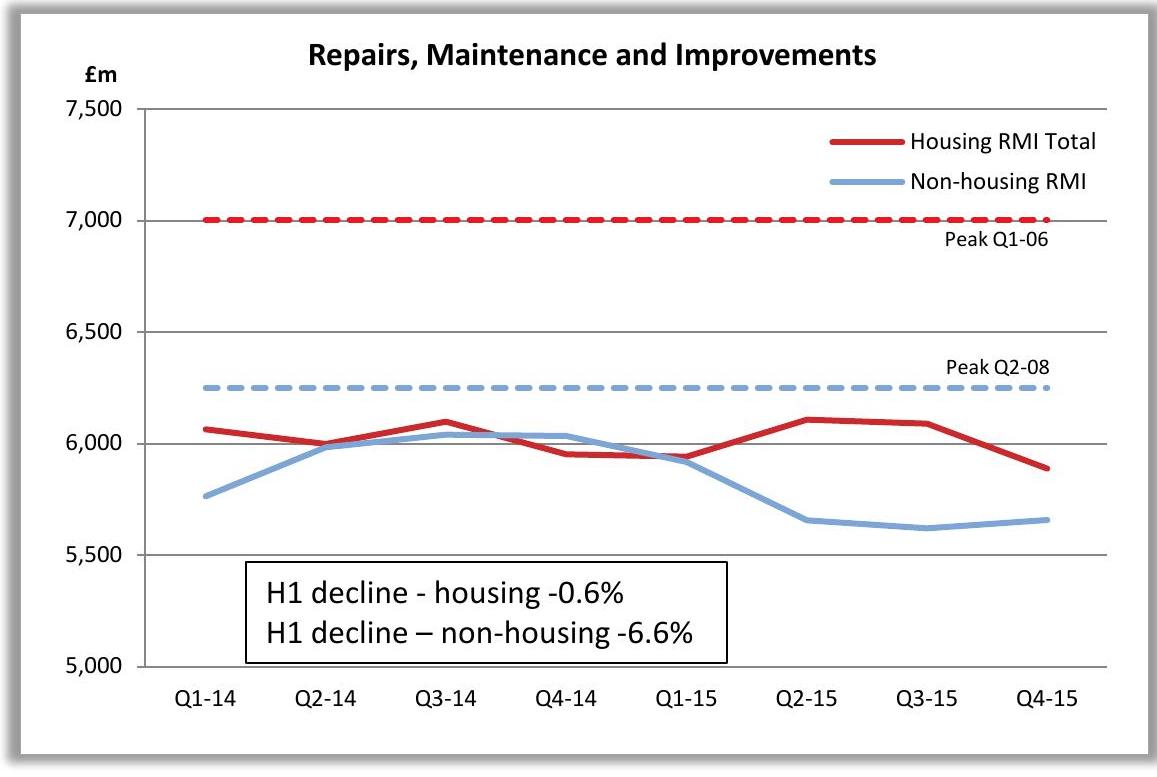 Repairs, Maintenance and Improvements
£m
7,500
Housing RMI Total
Non-housing RMI
7,000
Peak Q1-06
6,500
Peak Q2-08
6,000
5,500
H1 decline - housing -0.6%
H1 decline – non-housing -6.6%
5,000
Q1-14 Q2-14 Q3-14 Q4-14 Q1-15 Q2-15 Q3-15 Q4-15